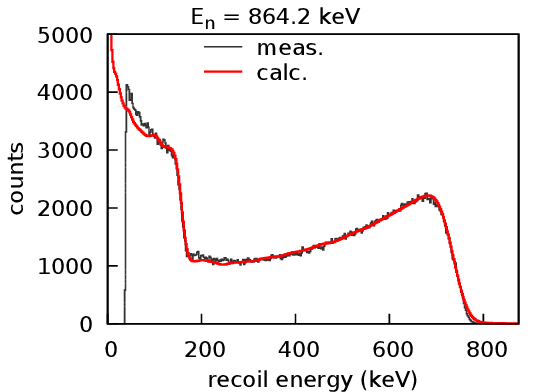 Eₙ = 864.2 keV
meas.
calc.
5000
4000
3000
2000
1000
0
counts
0 200 400 600 800
recoil energy (keV)